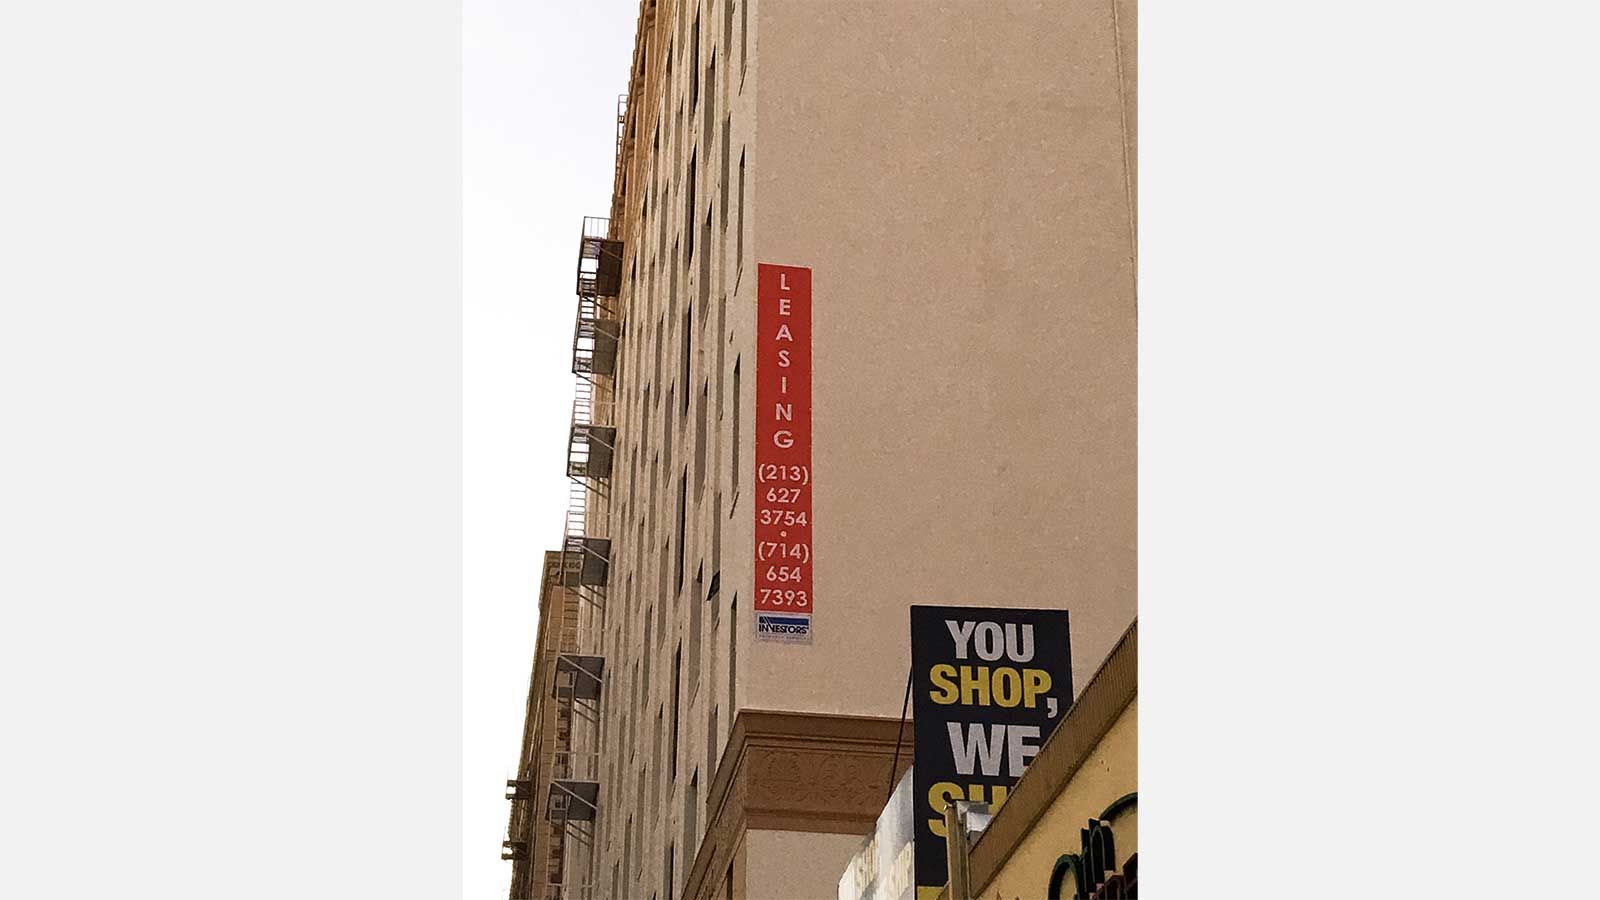 LEASING
(213)
627
3754
•
(714)
654
7393
INVESTORS
YOU
SHOP,
WE